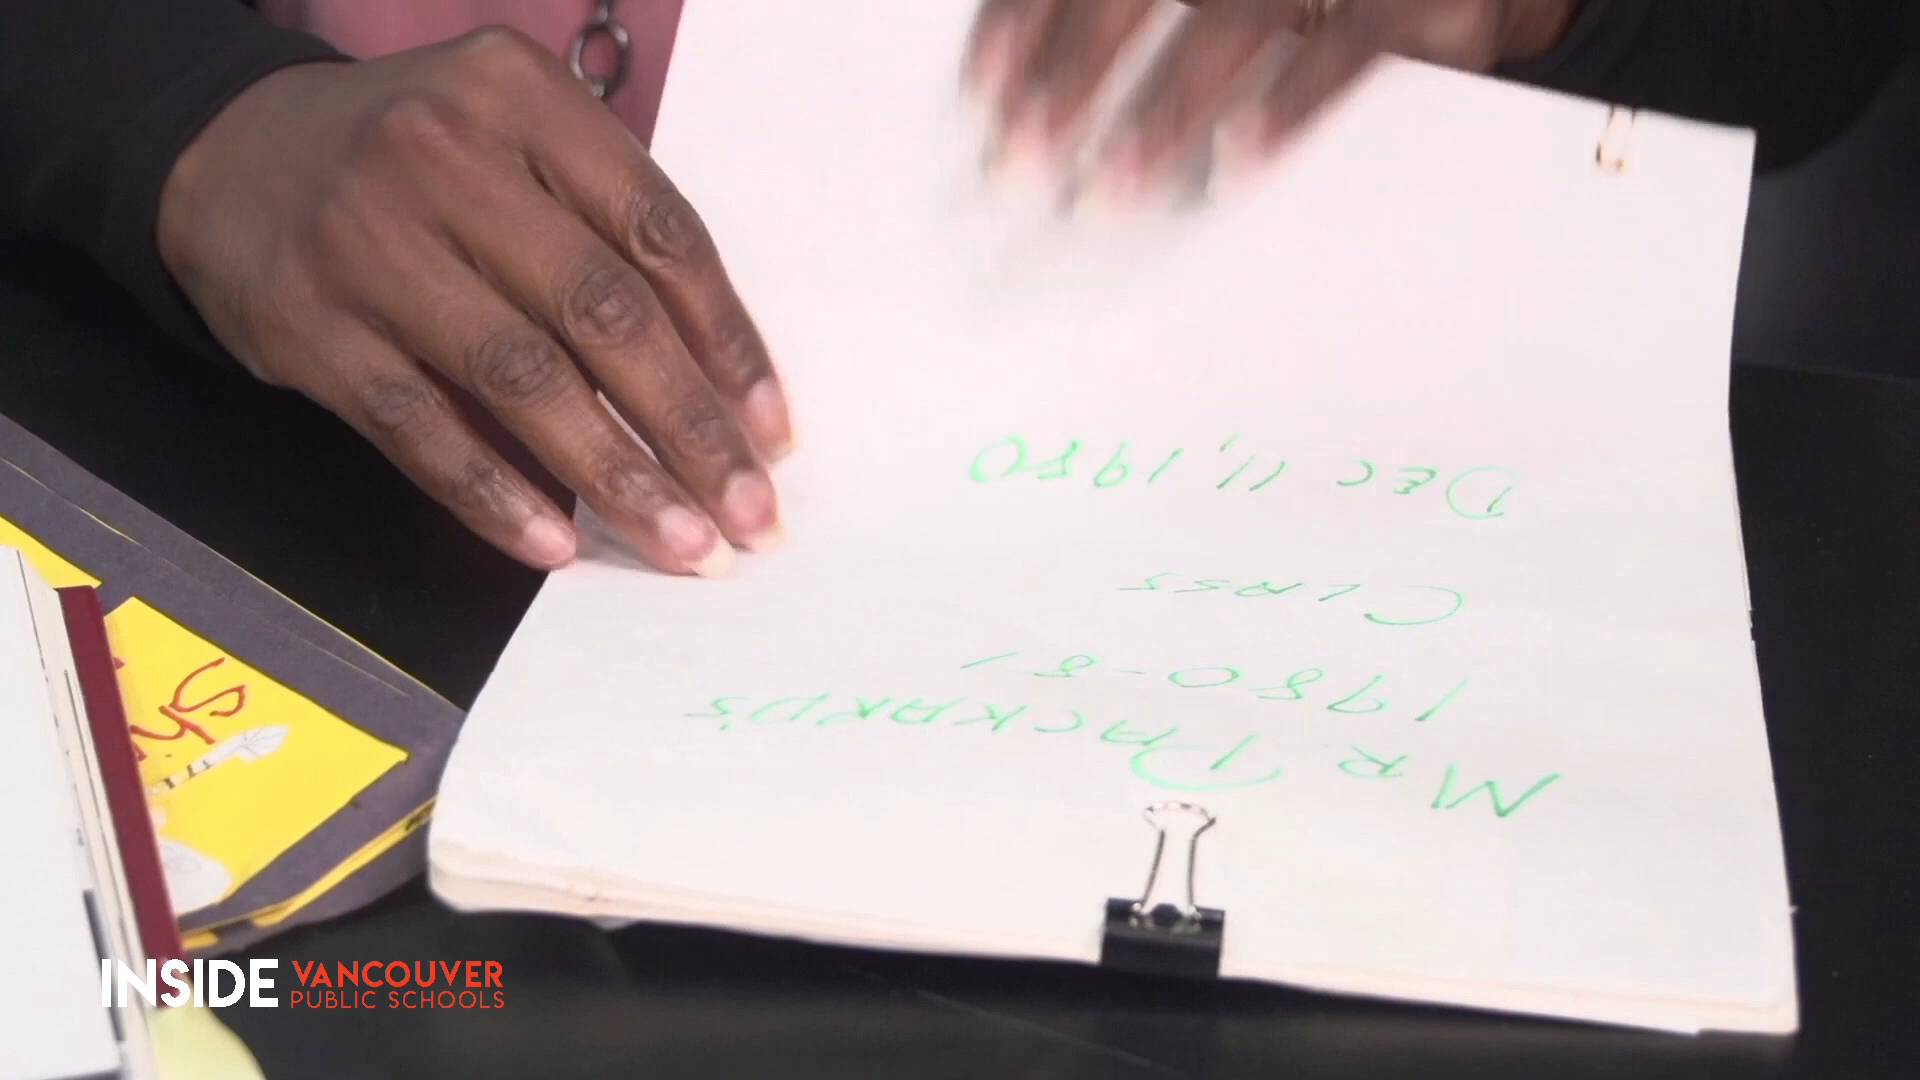 MR. PACKARD'S
1980-81
CLASS
DEC 11, 1980
INSIDE VANCOUVER
PUBLIC SCHOOLS